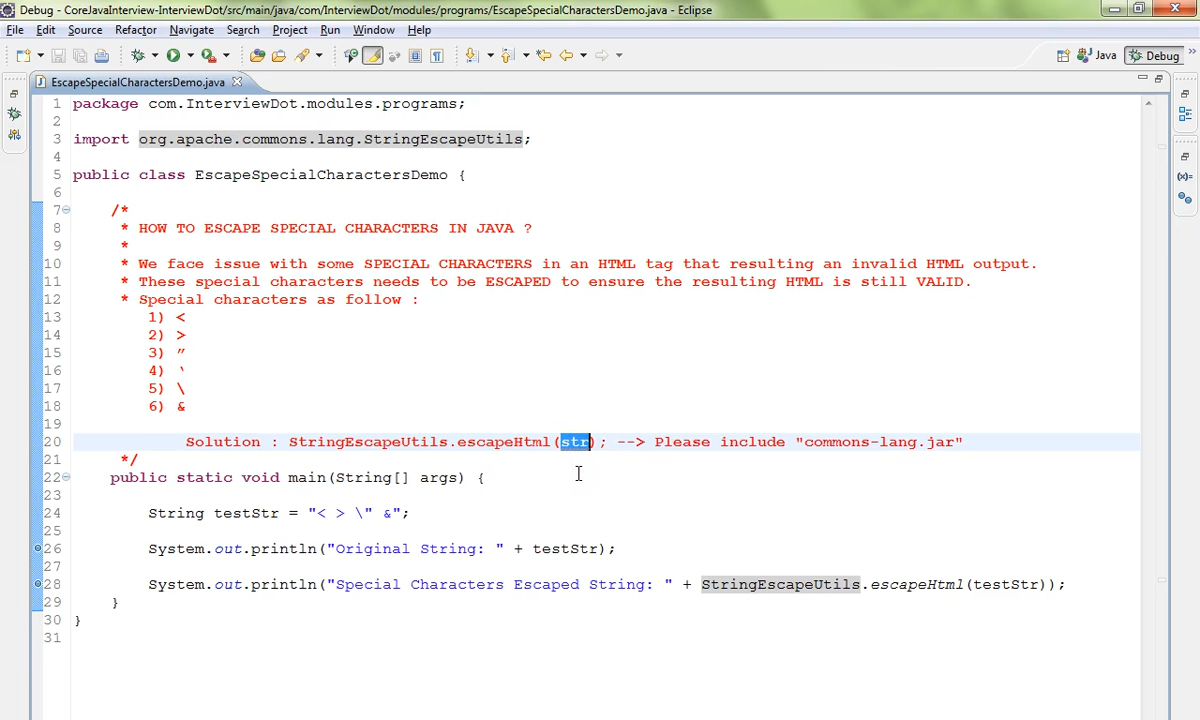 Debug - CoreJavaInterview-InterviewDot/src/main/java/com/InterviewDot/modules/programs/EscapeSpecialCharactersDemo.java - Eclipse
File Edit Source Refactor Navigate Search Project Run Window Help
Java Debug
EscapeSpecialCharactersDemo.java
1 package com.InterviewDot.modules.programs;
2
3 import org.apache.commons.lang.StringEscapeUtils;
4
5 public class EscapeSpecialCharactersDemo {
6
7 /*
8 * HOW TO ESCAPE SPECIAL CHARACTERS IN JAVA ?
9 *
10 * We face issue with some SPECIAL CHARACTERS in an HTML tag that resulting an invalid HTML output.
11 * These special characters needs to be ESCAPED to ensure the resulting HTML is still VALID.
12 * Special characters as follow :
13 1) <
14 2) >
15 3) ″
16 4) ‵
17 5) \
18 6) &
19
20 Solution : StringEscapeUtils.escapeHtml(str); --> Please include "commons-lang.jar"
21 */
22 public static void main(String[] args) {
23
24 String testStr = "< > \" &";
25
26 System.out.println("Original String: " + testStr);
27
28 System.out.println("Special Characters Escaped String: " + StringEscapeUtils.escapeHtml(testStr));
29 }
30 }
31